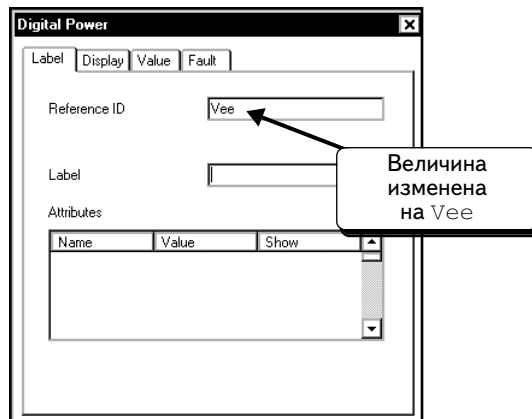 Digital Power
Label Display Value Fault
Reference ID Vee
Label
Величина
изменена
на Vee
Attributes
Name Value Show